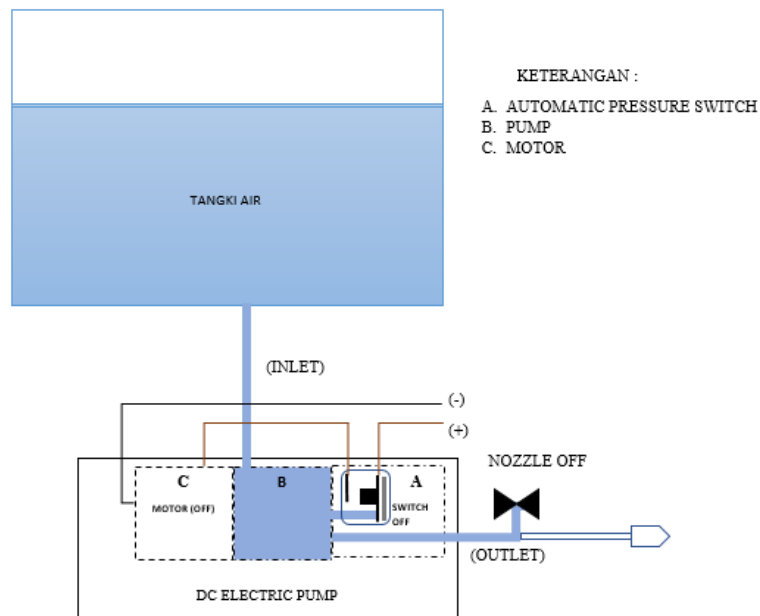 KETERANGAN :
A. AUTOMATIC PRESSURE SWITCH
B. PUMP
C. MOTOR
TANGKI AIR
(INLET)
(-)
(+)
NOZZLE OFF
C
B
A
MOTOR (OFF)
SWITCH
OFF
(OUTLET)
DC ELECTRIC PUMP